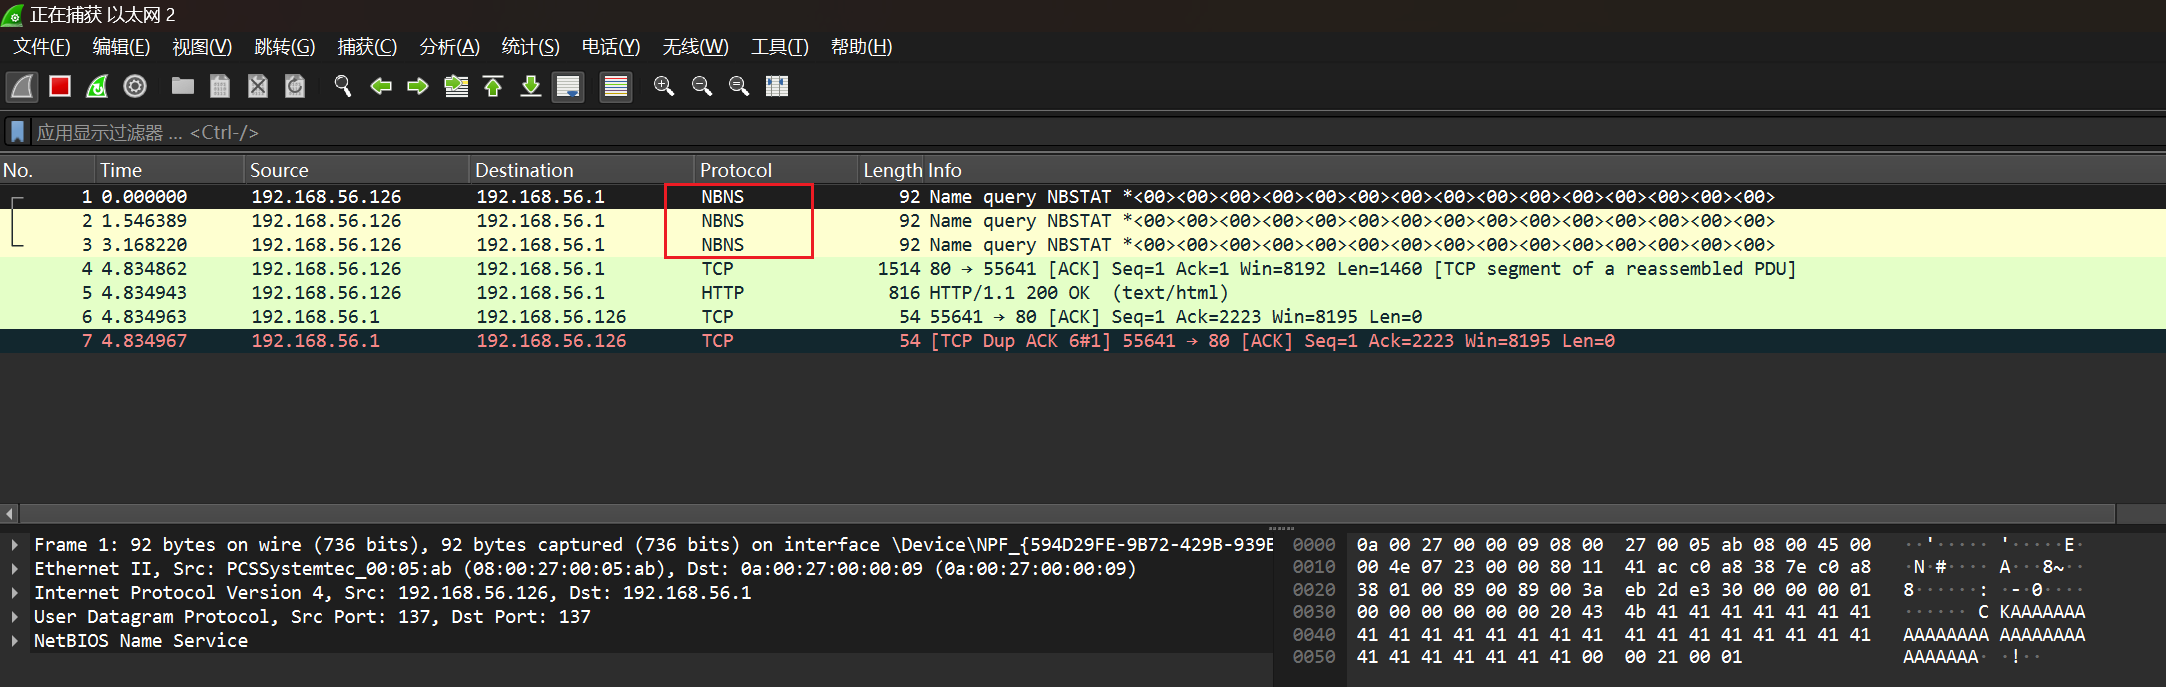 正在捕获 以太网 2
文件(F) 编辑(E) 视图(V) 跳转(G) 捕获(C) 分析(A) 统计(S) 电话(Y) 无线(W) 工具(T) 帮助(H)
应用显示过滤器 … <Ctrl-/>
No. Time Source Destination Protocol Length Info
1 0.000000 192.168.56.126 192.168.56.1 NBNS 92 Name query NBSTAT *<00><00><00><00><00><00><00><00><00><00><00><00><00><00><00>
2 1.546389 192.168.56.126 192.168.56.1 NBNS 92 Name query NBSTAT *<00><00><00><00><00><00><00><00><00><00><00><00><00><00><00>
3 3.168220 192.168.56.126 192.168.56.1 NBNS 92 Name query NBSTAT *<00><00><00><00><00><00><00><00><00><00><00><00><00><00><00>
4 4.834862 192.168.56.126 192.168.56.1 TCP 1514 80 → 55641 [ACK] Seq=1 Ack=1 Win=8192 Len=1460 [TCP segment of a reassembled PDU]
5 4.834943 192.168.56.126 192.168.56.1 HTTP 816 HTTP/1.1 200 OK (text/html)
6 4.834963 192.168.56.1 192.168.56.126 TCP 54 55641 → 80 [ACK] Seq=1 Ack=2223 Win=8195 Len=0
7 4.834967 192.168.56.1 192.168.56.126 TCP 54 [TCP Dup ACK 6#1] 55641 → 80 [ACK] Seq=1 Ack=2223 Win=8195 Len=0
Frame 1: 92 bytes on wire (736 bits), 92 bytes captured (736 bits) on interface \Device\NPF_{594D29FE-9B72-429B-939E
Ethernet II, Src: PCSSystemtec_00:05:ab (08:00:27:00:05:ab), Dst: 0a:00:27:00:00:09 (0a:00:27:00:00:09)
Internet Protocol Version 4, Src: 192.168.56.126, Dst: 192.168.56.1
User Datagram Protocol, Src Port: 137, Dst Port: 137
NetBIOS Name Service
0000 0a 00 27 00 00 09 08 00 27 00 05 ab 08 00 45 00 ··'·····'·····E·
0010 00 4e 07 23 00 00 80 11 41 ac c0 a8 38 7e c0 a8 ·N·#····A···8~··
0020 38 01 00 89 00 89 00 3a eb 2d e3 30 00 00 00 01 8······:·-·0····
0030 00 00 00 00 00 00 20 43 4b 41 41 41 41 41 41 41 ······ CKAAAAAAA
0040 41 41 41 41 41 41 41 41 41 41 41 41 41 41 41 41 AAAAAAAAAAAAAAAA
0050 41 41 41 41 41 41 41 00 00 21 00 01 AAAAAAA··!··